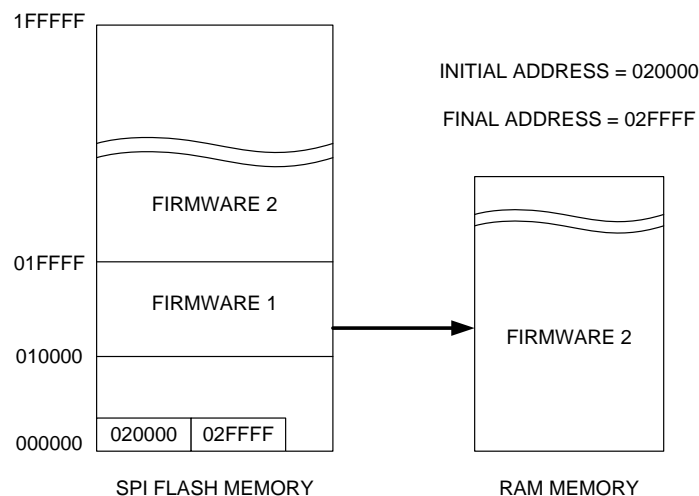 1FFFFF
INITIAL ADDRESS = 020000
FINAL ADDRESS = 02FFFF
FIRMWARE 2
01FFFF
FIRMWARE 1
FIRMWARE 2
010000
020000 02FFFF
000000
SPI FLASH MEMORY RAM MEMORY